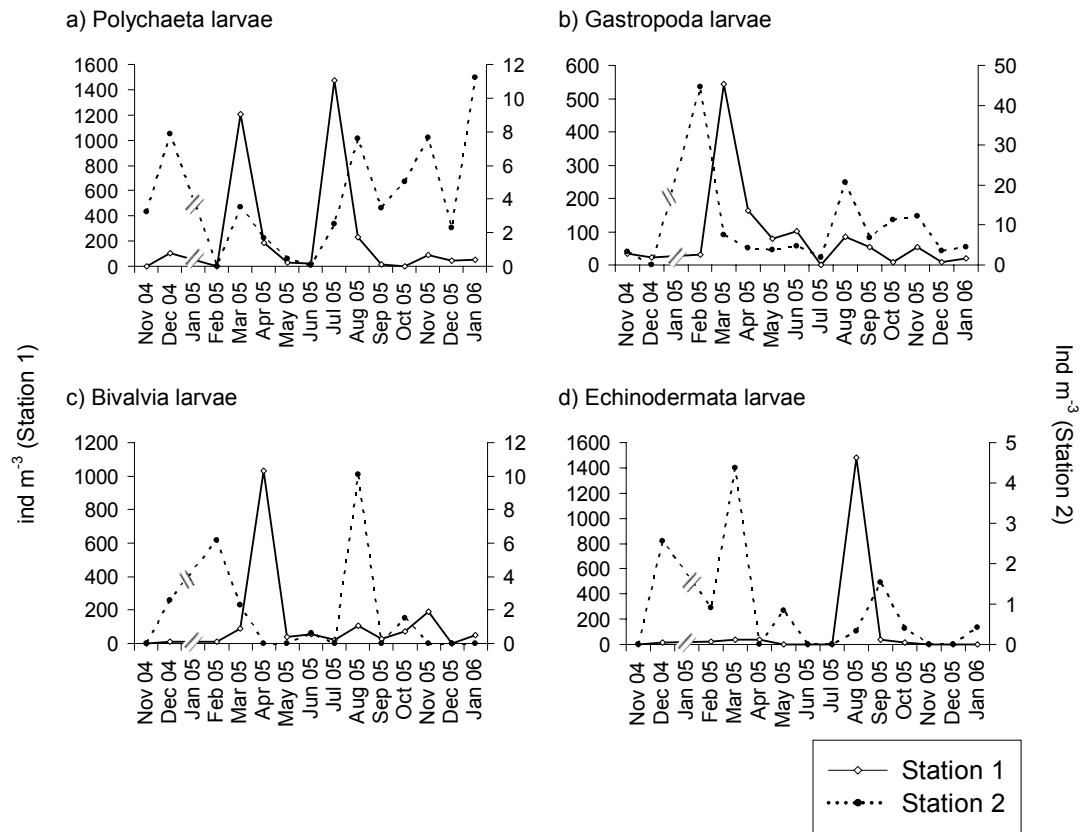 a) Polychaeta larvae
1600
1400
1200
1000
800
600
400
200
0
12
10
8
6
4
2
0
Nov 04
Dec 04
Jan 05
Feb 05
Mar 05
Apr 05
May 05
Jun 05
Jul 05
Aug 05
Sep 05
Oct 05
Nov 05
Dec 05
Jan 06
b) Gastropoda larvae
600
500
400
300
200
100
0
50
40
30
20
10
0
Nov 04
Dec 04
Jan 05
Feb 05
Mar 05
Apr 05
May 05
Jun 05
Jul 05
Aug 05
Sep 05
Oct 05
Nov 05
Dec 05
Jan 06
ind m⁻³ (Station 1)
Ind m⁻³ (Station 2)
c) Bivalvia larvae
1200
1000
800
600
400
200
0
12
10
8
6
4
2
0
Nov 04
Dec 04
Jan 05
Feb 05
Mar 05
Apr 05
May 05
Jun 05
Jul 05
Aug 05
Sep 05
Oct 05
Nov 05
Dec 05
Jan 06
d) Echinodermata larvae
1600
1400
1200
1000
800
600
400
200
0
5
4
3
2
1
0
Nov 04
Dec 04
Jan 05
Feb 05
Mar 05
Apr 05
May 05
Jun 05
Jul 05
Aug 05
Sep 05
Oct 05
Nov 05
Dec 05
Jan 06
Station 1
Station 2